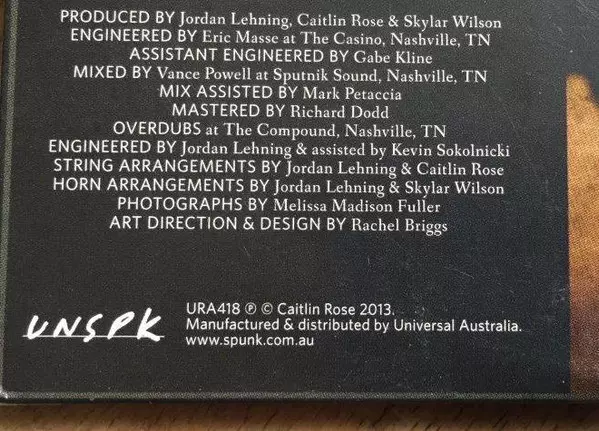 PRODUCED BY Jordan Lehning, Caitlin Rose & Skylar Wilson
ENGINEERED BY Eric Masse at The Casino, Nashville, TN
ASSISTANT ENGINEERED BY Gabe Kline
MIXED BY Vance Powell at Sputnik Sound, Nashville, TN
MIX ASSISTED BY Mark Petaccia
MASTERED BY Richard Dodd
OVERDUBS at The Compound, Nashville, TN
ENGINEERED BY Jordan Lehning & assisted by Kevin Sokolnicki
STRING ARRANGEMENTS BY Jordan Lehning & Caitlin Rose
HORN ARRANGEMENTS BY Jordan Lehning & Skylar Wilson
PHOTOGRAPHS BY Melissa Madison Fuller
ART DIRECTION & DESIGN BY Rachel Briggs
UNSPK
URA418 ℗ © Caitlin Rose 2013.
Manufactured & distributed by Universal Australia.
www.spunk.com.au